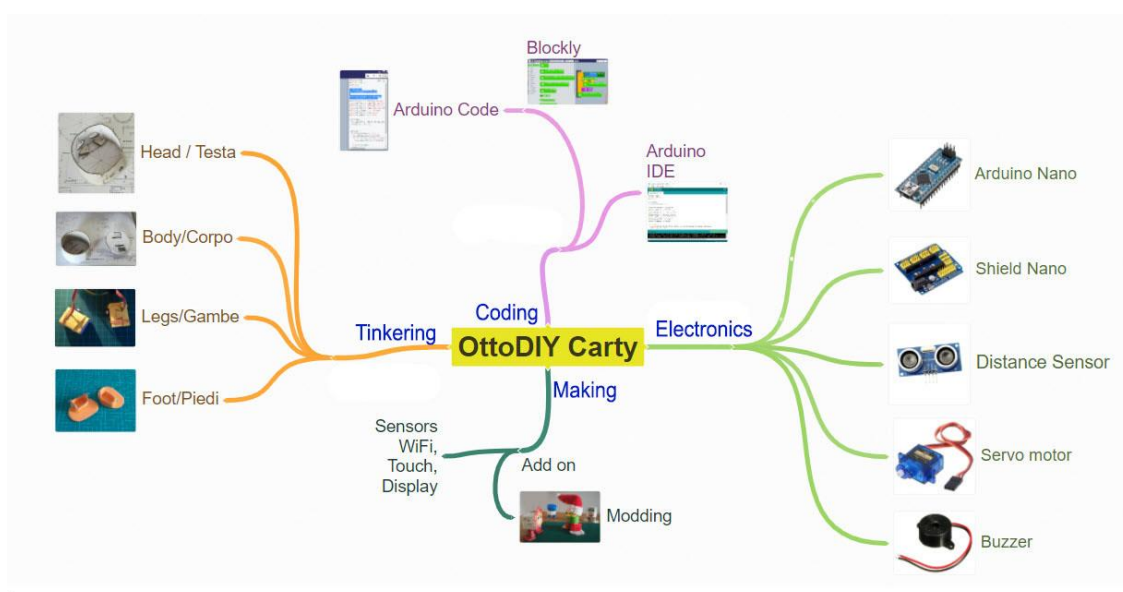 Blockly
Arduino Code
Arduino
IDE
Head / Testa
Body/Corpo
Legs/Gambe
Foot/Piedi
Tinkering
Coding
OttoDIY Carty
Electronics
Making
Arduino Nano
Shield Nano
Distance Sensor
Servo motor
Buzzer
Sensors
WiFi,
Touch,
Display
Add on
Modding